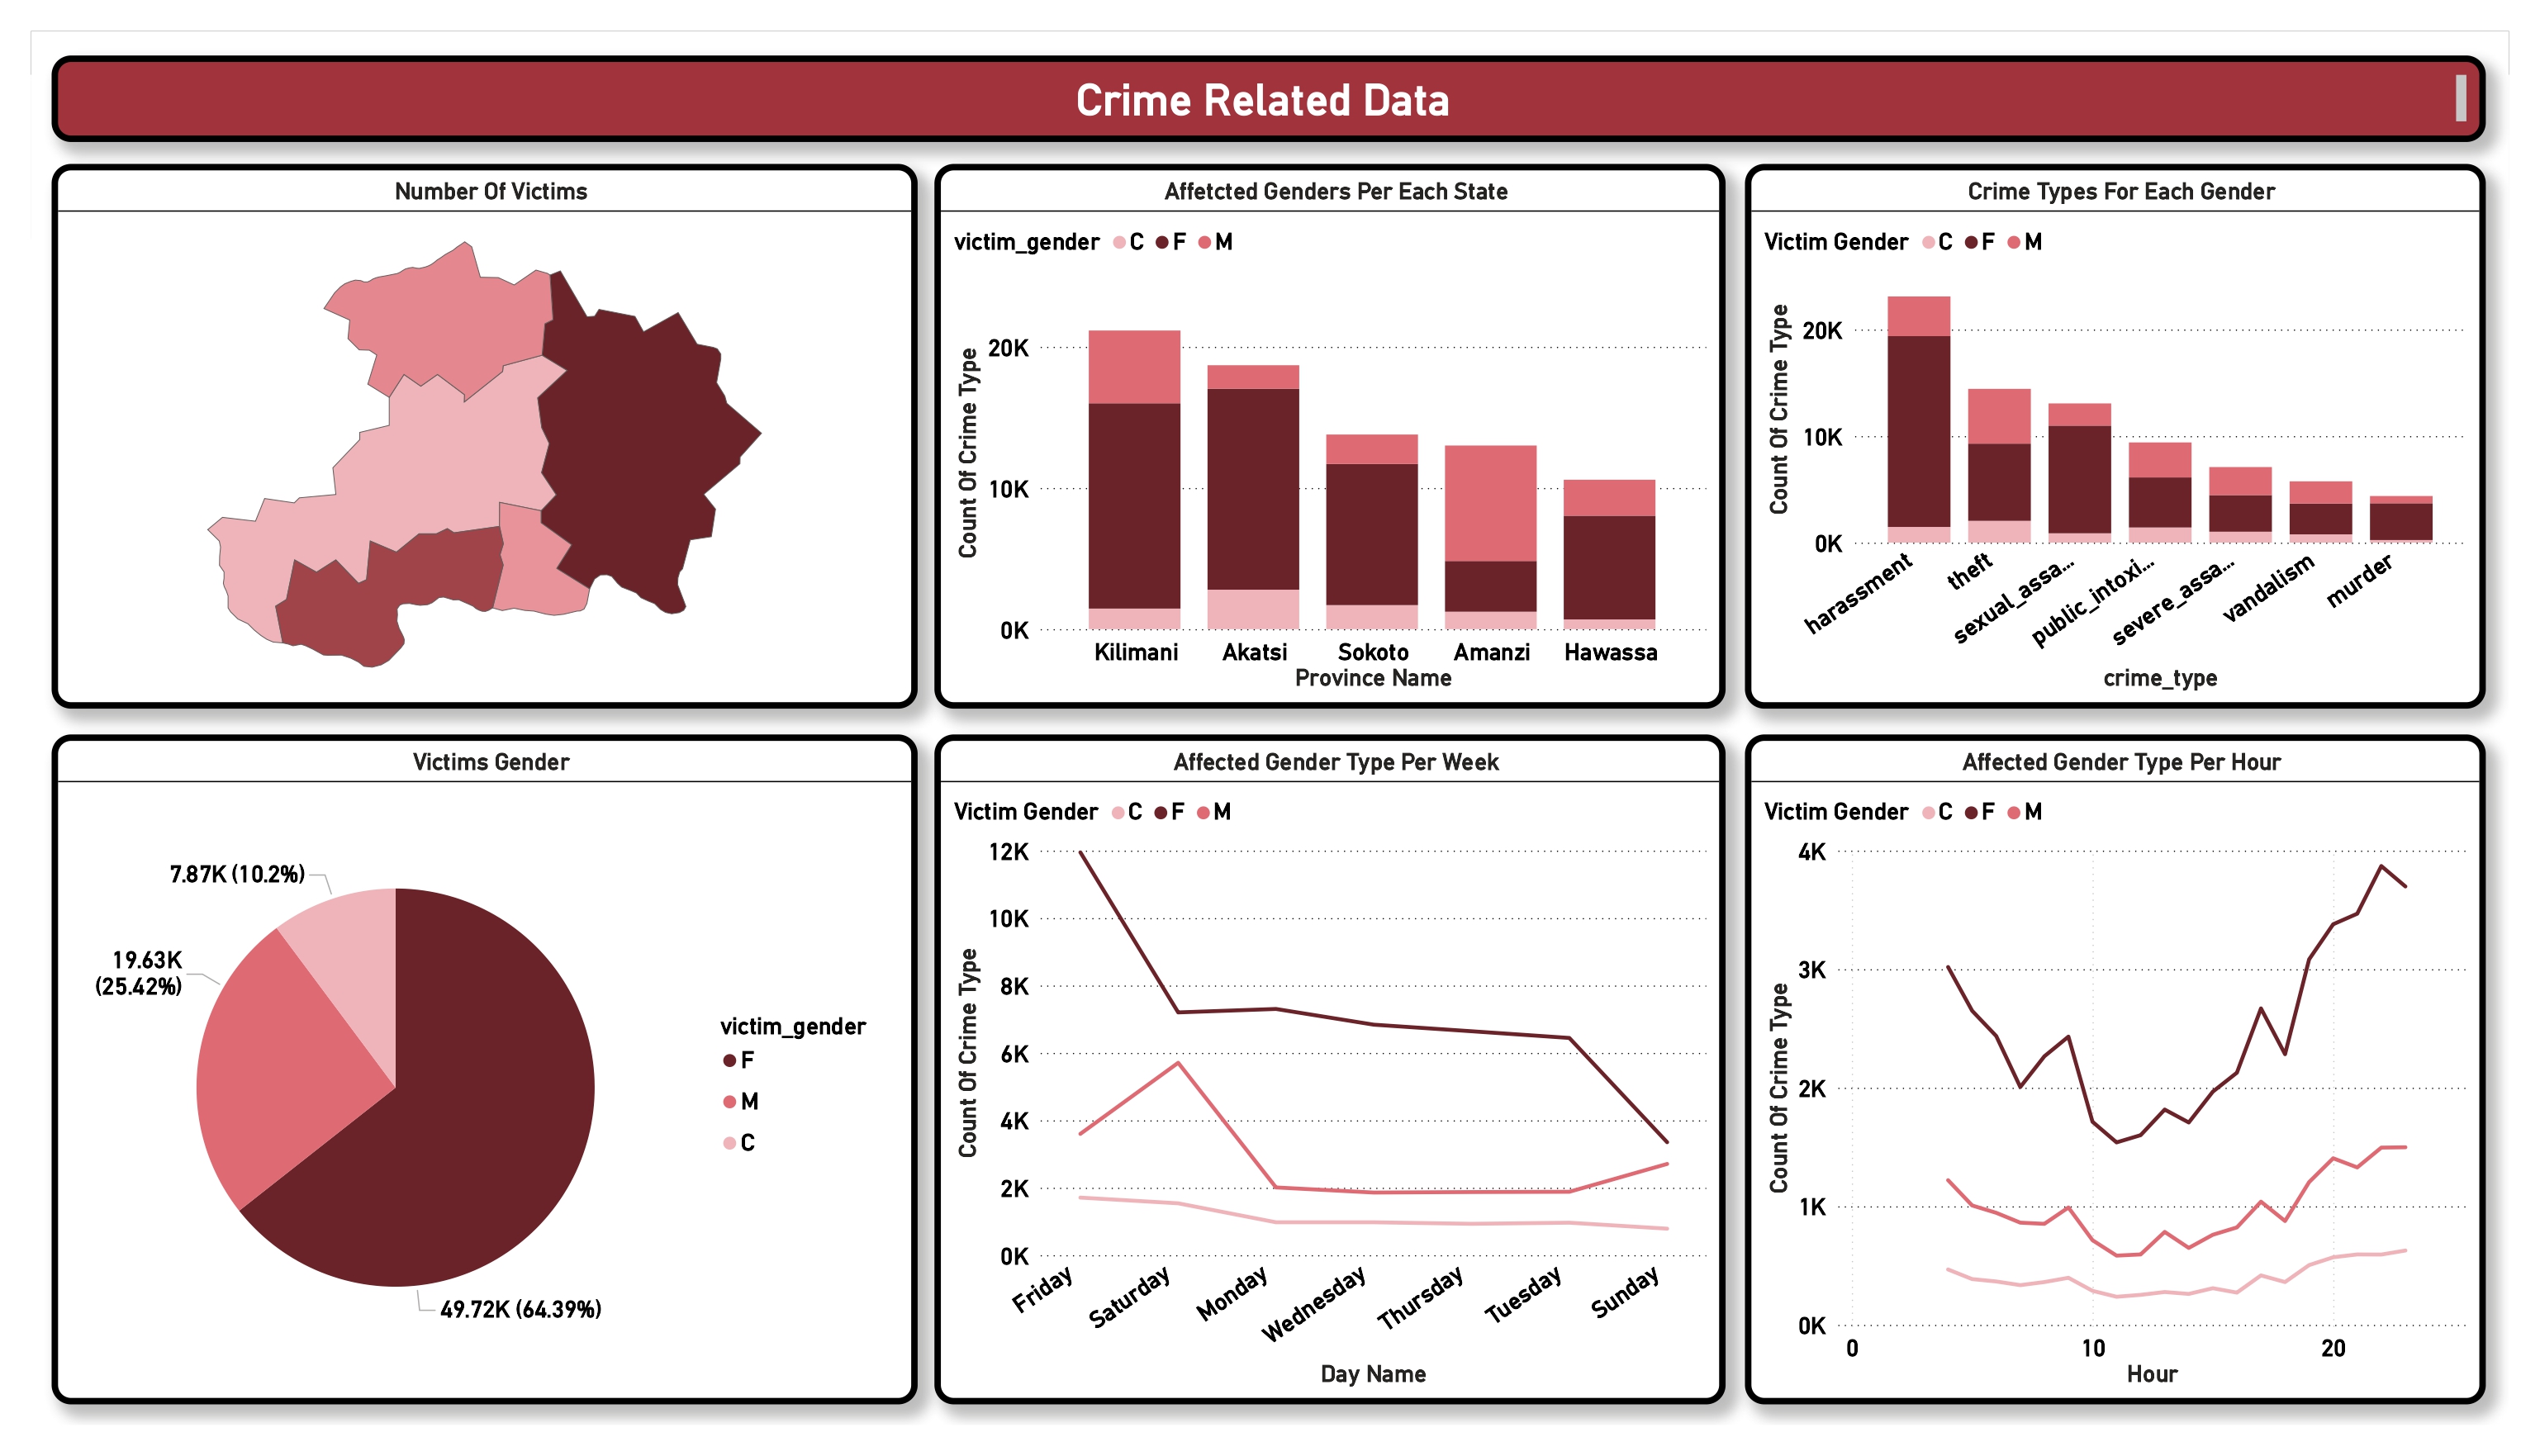 Crime Related Data
Number Of Victims
Affetcted Genders Per Each State
victim_gender C F M
Count Of Crime Type
20K
10K
0K
Kilimani Akatsi Sokoto Amanzi Hawassa
Province Name
Crime Types For Each Gender
Victim Gender C F M
Count Of Crime Type
20K
10K
0K
harassment theft sexual_assa... public_intoxi... severe_assa... vandalism murder
crime_type
Victims Gender
7.87K (10.2%)
19.63K
(25.42%)
49.72K (64.39%)
victim_gender
F
M
C
Affected Gender Type Per Week
Victim Gender C F M
Count Of Crime Type
12K
10K
8K
6K
4K
2K
0K
Friday Saturday Monday Wednesday Thursday Tuesday Sunday
Day Name
Affected Gender Type Per Hour
Victim Gender C F M
Count Of Crime Type
4K
3K
2K
1K
0K
0 10 20
Hour